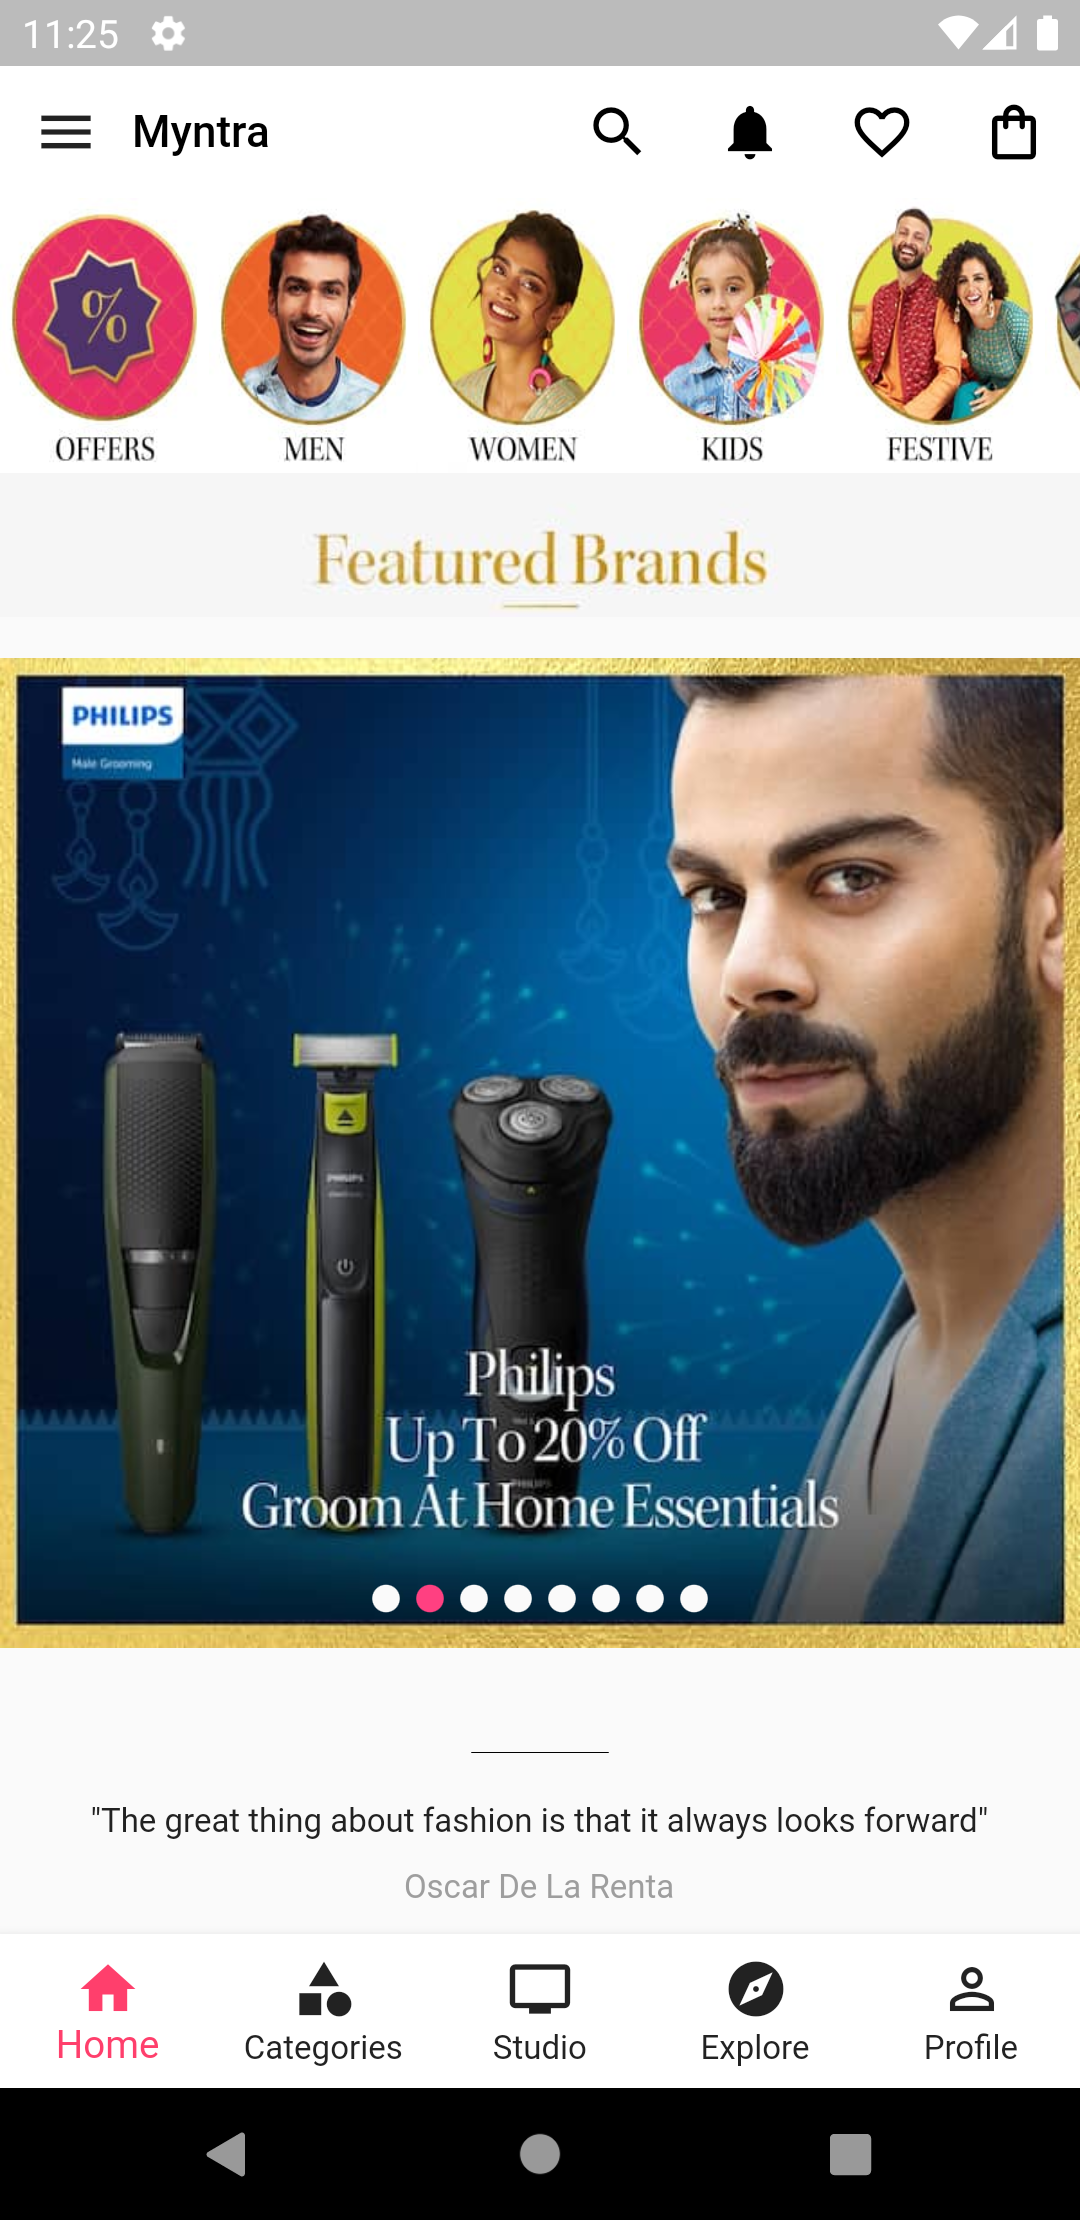 11:25
Myntra
%
OFFERS
MEN
WOMEN
KIDS
FESTIVE
Featured Brands
PHILIPS
Male Grooming
PHILIPS
Philips
Up To 20% Off
PHILIPS
Groom At Home Essentials
"The great thing about fashion is that it always looks forward"
Oscar De La Renta
Home
Categories
Studio
Explore
Profile